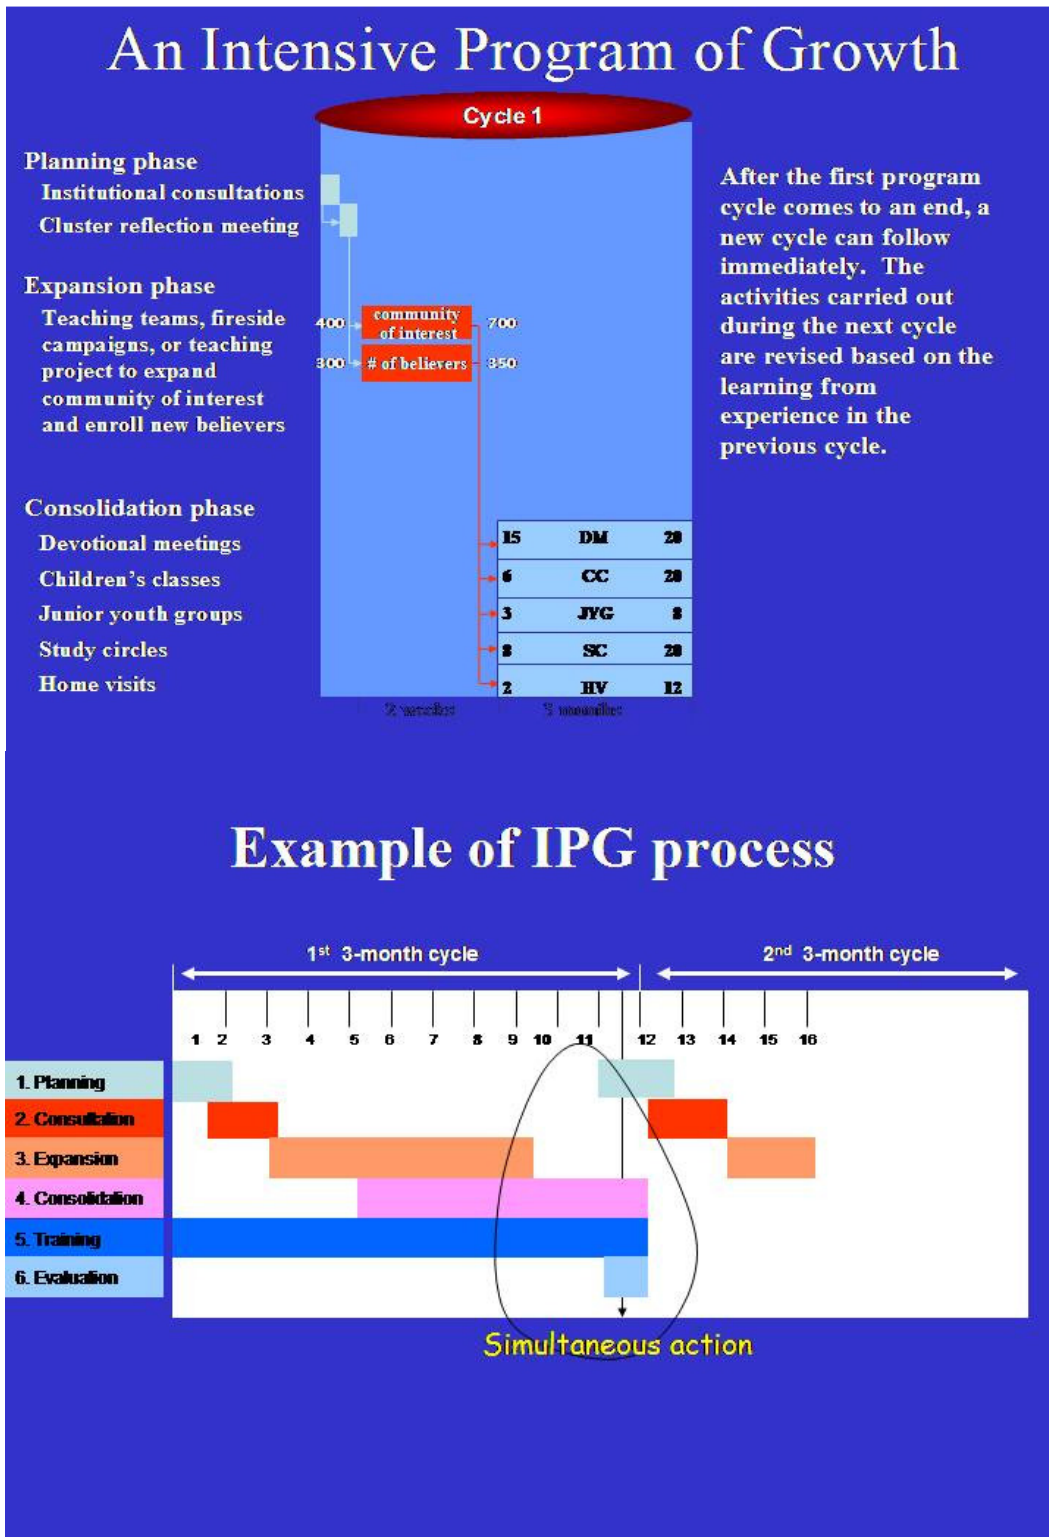 An Intensive Program of Growth
Cycle 1
Planning phase
Institutional consultations
Cluster reflection meeting
Expansion phase
Teaching teams, fireside
campaigns, or teaching
project to expand
community of interest
and enroll new believers
Consolidation phase
Devotional meetings
Children's classes
Junior youth groups
Study circles
Home visits
400 community of interest 700
300 # of believers 350
15 DM 20
6 CC 20
3 JYG 8
8 SC 20
2 HV 12
2 weeks
After the first program
cycle comes to an end, a
new cycle can follow
immediately. The
activities carried out
during the next cycle
are revised based on the
learning from
experience in the
previous cycle.
Example of IPG process
1st 3-month cycle 2nd 3-month cycle
1 2 3 4 5 6 7 8 9 10 11 12 13 14 15 16
1. Planning
2. Consultation
3. Expansion
4. Consolidation
5. Training
6. Evaluation
Simultaneous action